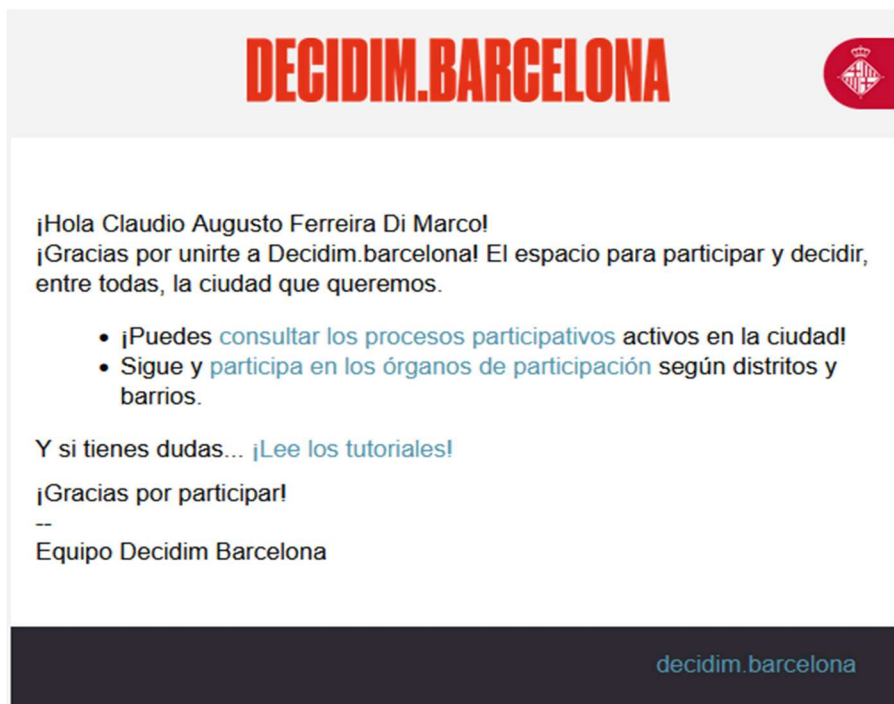 DECIDIM.BARCELONA
¡Hola Claudio Augusto Ferreira Di Marco!
¡Gracias por unirte a Decidim.barcelona! El espacio para participar y decidir,
entre todas, la ciudad que queremos.
• ¡Puedes consultar los procesos participativos activos en la ciudad!
• Sigue y participa en los órganos de participación según distritos y
barrios.
Y si tienes dudas... ¡Lee los tutoriales!
¡Gracias por participar!
--
Equipo Decidim Barcelona
decidim.barcelona